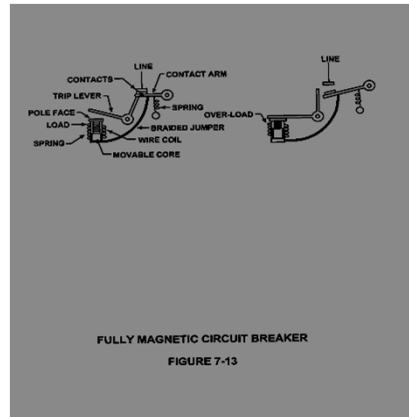 LINE
CONTACTS
CONTACT ARM
TRIP LEVER
SPRING
POLE FACE
LOAD
BRAIDED JUMPER
WIRE COIL
SPRING
MOVABLE CORE
LINE
OVER-LOAD
FULLY MAGNETIC CIRCUIT BREAKER
FIGURE 7-13